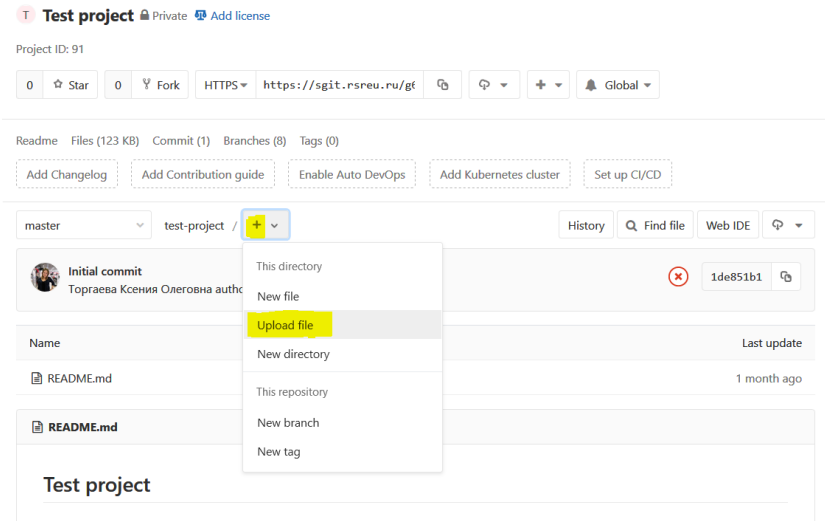 T Test project Private Add license
Project ID: 91
0 Star 0 Fork HTTPS https://sgit.rsreu.ru/g Global
Readme Files (123 KB) Commit (1) Branches (8) Tags (0)
Add Changelog Add Contribution guide Enable Auto DevOps Add Kubernetes cluster Set up CI/CD
master test-project / + History Find file Web IDE
This directory
Initial commit
1de851b1
Торгаева Ксения Олеговна autho
New file
Upload file
Name Last update
New directory
README.md 1 month ago
This repository
New branch
README.md
New tag
Test project